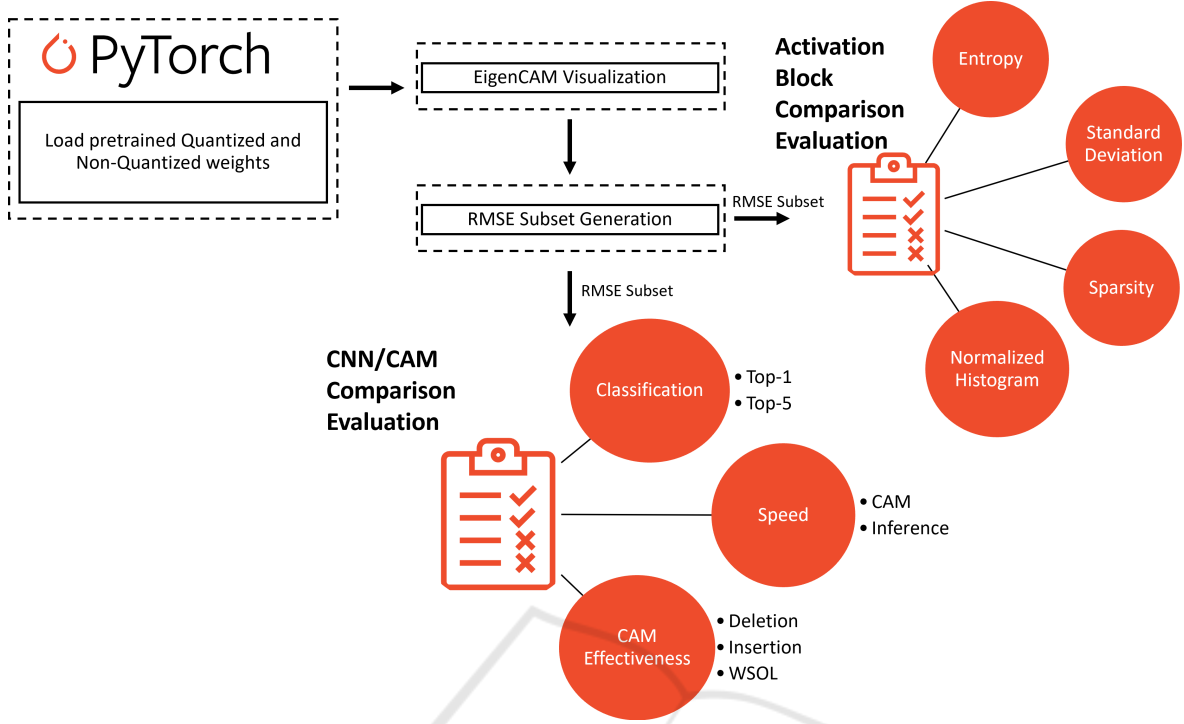 PyTorch
Load pretrained Quantized and
Non-Quantized weights
EigenCAM Visualization
RMSE Subset Generation
RMSE Subset
RMSE Subset
Activation
Block
Comparison
Evaluation
Entropy
Standard
Deviation
Sparsity
Normalized
Histogram
CNN/CAM
Comparison
Evaluation
Classification
• Top-1
• Top-5
Speed
• CAM
• Inference
CAM
Effectiveness
• Deletion
• Insertion
• WSOL